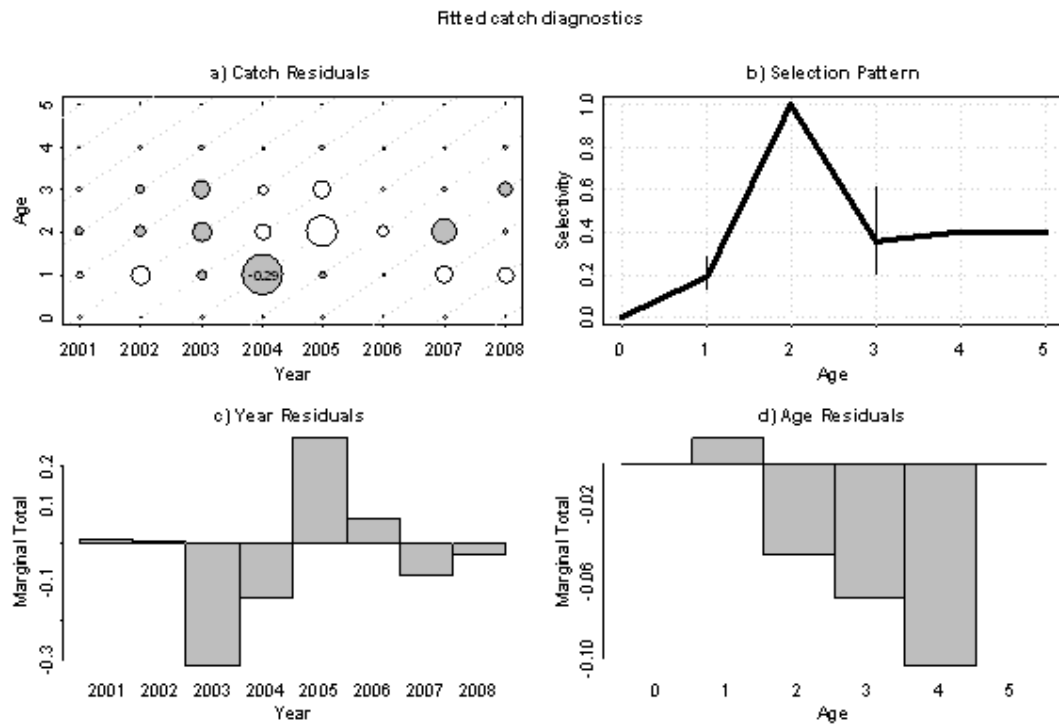 Fitted catch diagnostics
a) Catch Residuals
Age
5
4
3
2
1
0
-0.29
2001 2002 2003 2004 2005 2006 2007 2008
Year
b) Selection Pattern
Selectivity
1.0
0.8
0.6
0.4
0.2
0.0
0 1 2 3 4 5
Age
c) Year Residuals
Marginal Total
0.2
0.1
-0.1
-0.3
2001 2002 2003 2004 2005 2006 2007 2008
Year
d) Age Residuals
Marginal Total
-0.02
-0.06
-0.10
0 1 2 3 4 5
Age